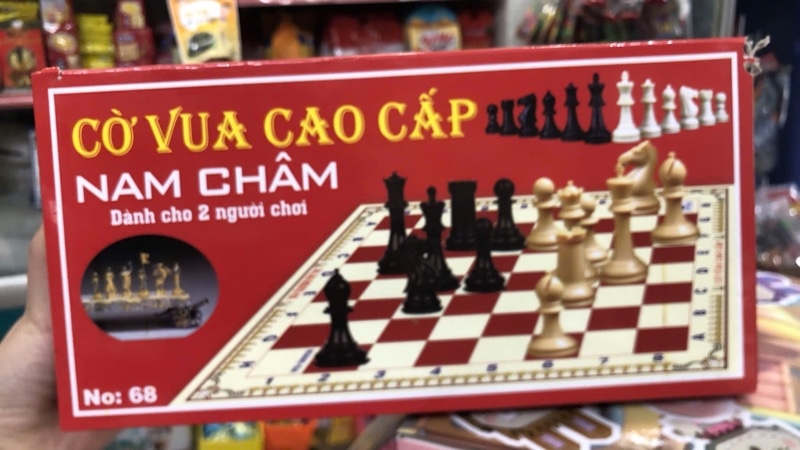 CỜ VUA CAO CẤP
NAM CHÂM
Dành cho 2 người chơi
No: 68